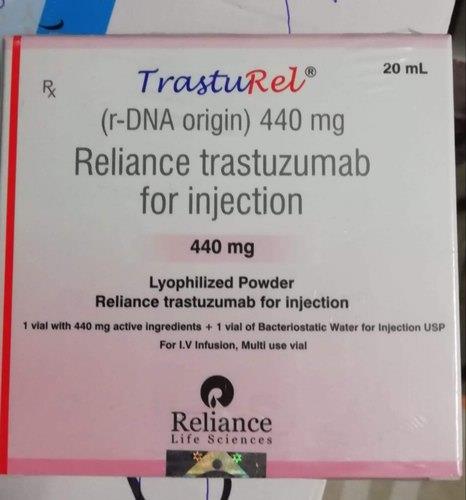 TrastuRel®
20 mL
Rx
(r-DNA origin) 440 mg
Reliance trastuzumab
for injection
440 mg
Lyophilized Powder
Reliance trastuzumab for injection
1 vial with 440 mg active ingredients + 1 vial of Bacteriostatic Water for Injection USP
For I.V Infusion, Multi use vial
Reliance
Life Sciences